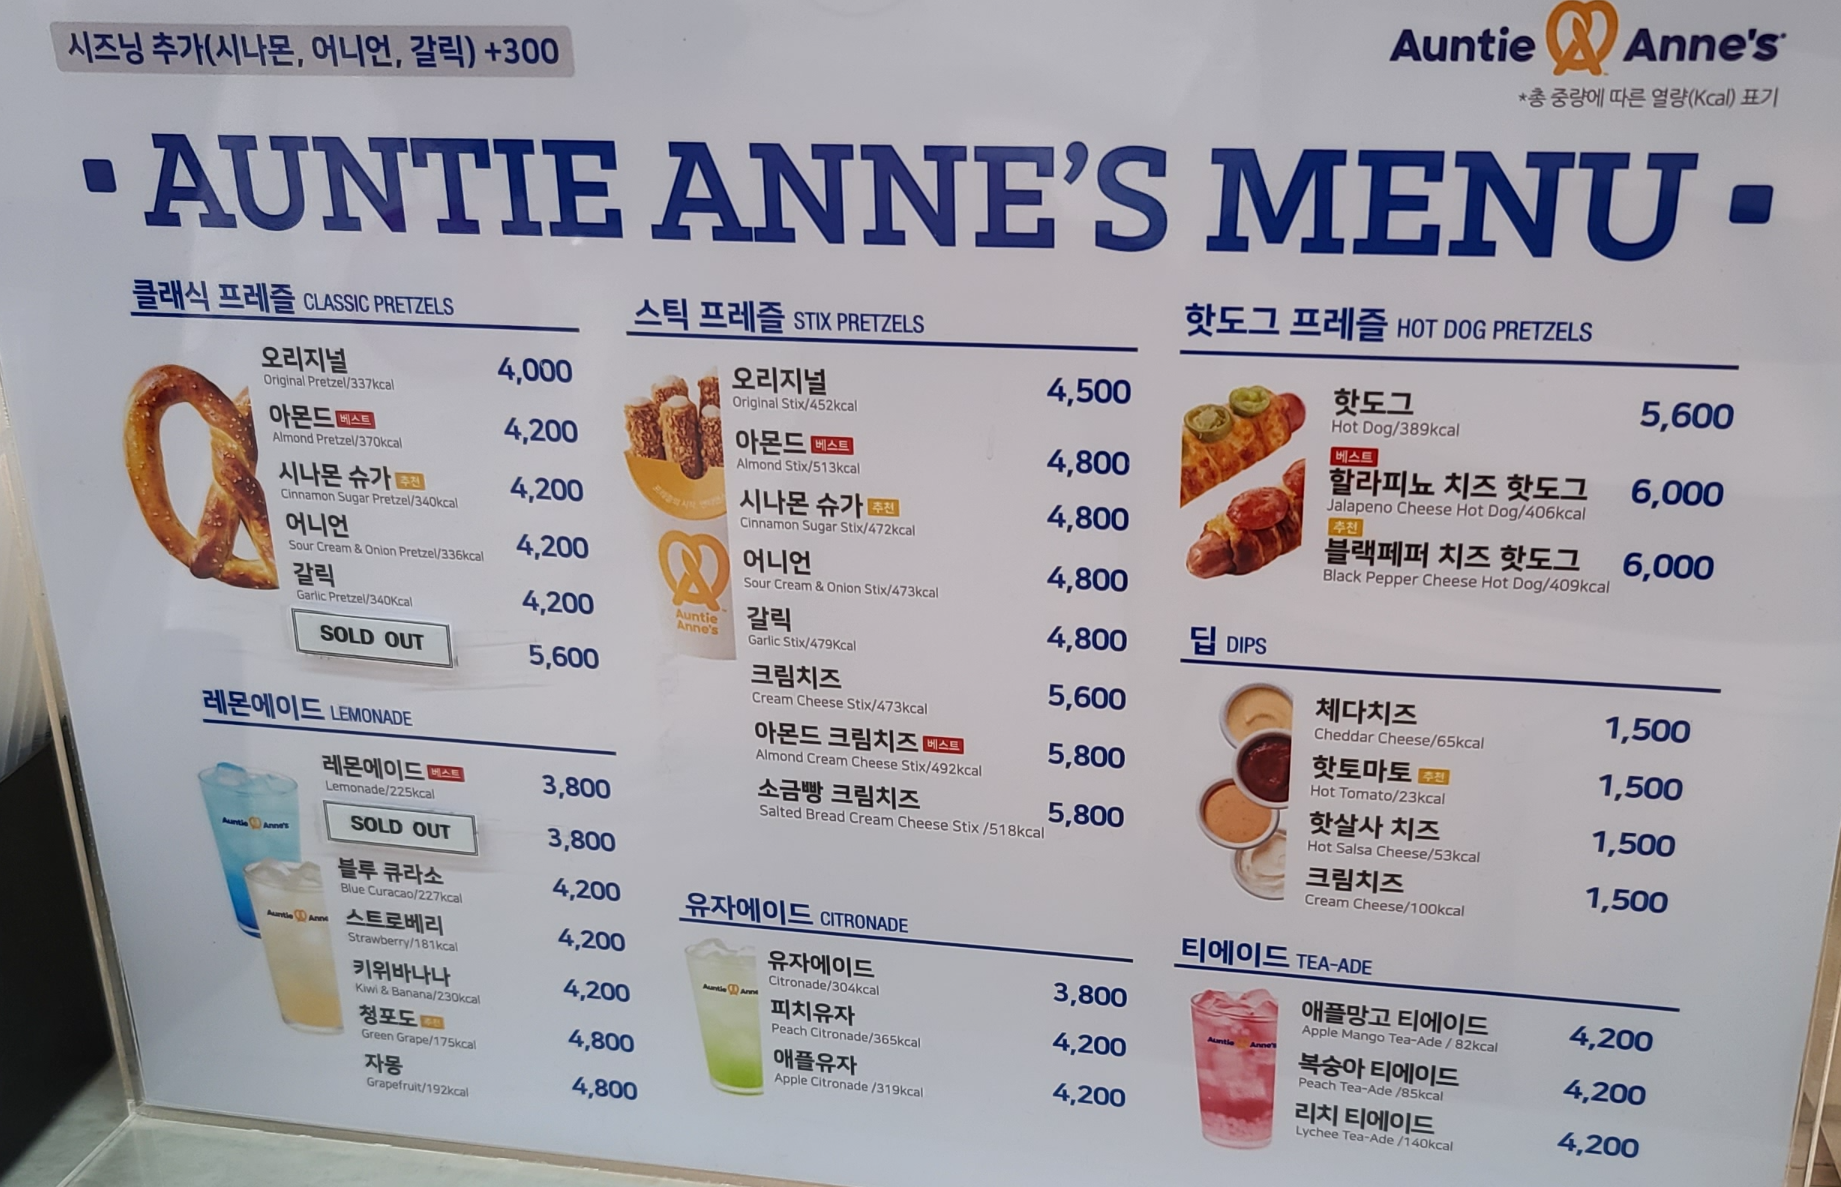 시즈닝 추가(시나몬, 어니언, 갈릭) +300
Auntie Anne's
*총 중량에 따른 열량(Kcal) 표기
AUNTIE ANNE'S MENU
클래식 프레즐 CLASSIC PRETZELS
오리지널 4,000
Original Pretzel/337kcal
아몬드 베스트 4,200
Almond Pretzel/370kcal
시나몬 슈가 추천 4,200
Cinnamon Sugar Pretzel/340kcal
어니언 4,200
Sour Cream & Onion Pretzel/336kcal
갈릭 4,200
Garlic Pretzel/340Kcal
SOLD OUT 5,600
레몬에이드 LEMONADE
레몬에이드 베스트 3,800
Lemonade/225kcal
SOLD OUT 3,800
블루 큐라소 4,200
Blue Curacao/227kcal
스트로베리 4,200
Strawberry/181kcal
키위바나나 4,200
Kiwi & Banana/230kcal
청포도 추천 4,800
Green Grape/175kcal
자몽 4,800
Grapefruit/192kcal
Auntie Anne's
Auntie Anne
스틱 프레즐 STIX PRETZELS
오리지널 4,500
Original Stix/452kcal
아몬드 베스트 4,800
Almond Stix/513kcal
시나몬 슈가 추천 4,800
Cinnamon Sugar Stix/472kcal
어니언 4,800
Sour Cream & Onion Stix/473kcal
갈릭 4,800
Garlic Stix/479Kcal
크림치즈 5,600
Cream Cheese Stix/473kcal
아몬드 크림치즈 베스트 5,800
Almond Cream Cheese Stix/492kcal
소금빵 크림치즈 5,800
Salted Bread Cream Cheese Stix /518kcal
Auntie
Anne's
유자에이드 CITRONADE
유자에이드 3,800
Citronade/304kcal
피치유자 4,200
Peach Citronade/365kcal
애플유자 4,200
Apple Citronade /319kcal
Auntie Anne
핫도그 프레즐 HOT DOG PRETZELS
핫도그 5,600
Hot Dog/389kcal
베스트
할라피뇨 치즈 핫도그 6,000
Jalapeno Cheese Hot Dog/406kcal
추천
블랙페퍼 치즈 핫도그 6,000
Black Pepper Cheese Hot Dog/409kcal
딥 DIPS
체다치즈 1,500
Cheddar Cheese/65kcal
핫토마토 추천 1,500
Hot Tomato/23kcal
핫살사 치즈 1,500
Hot Salsa Cheese/53kcal
크림치즈 1,500
Cream Cheese/100kcal
티에이드 TEA-ADE
애플망고 티에이드 4,200
Apple Mango Tea-Ade / 82kcal
복숭아 티에이드 4,200
Peach Tea-Ade /85kcal
리치 티에이드 4,200
Lychee Tea-Ade /140kcal
Auntie Anne's